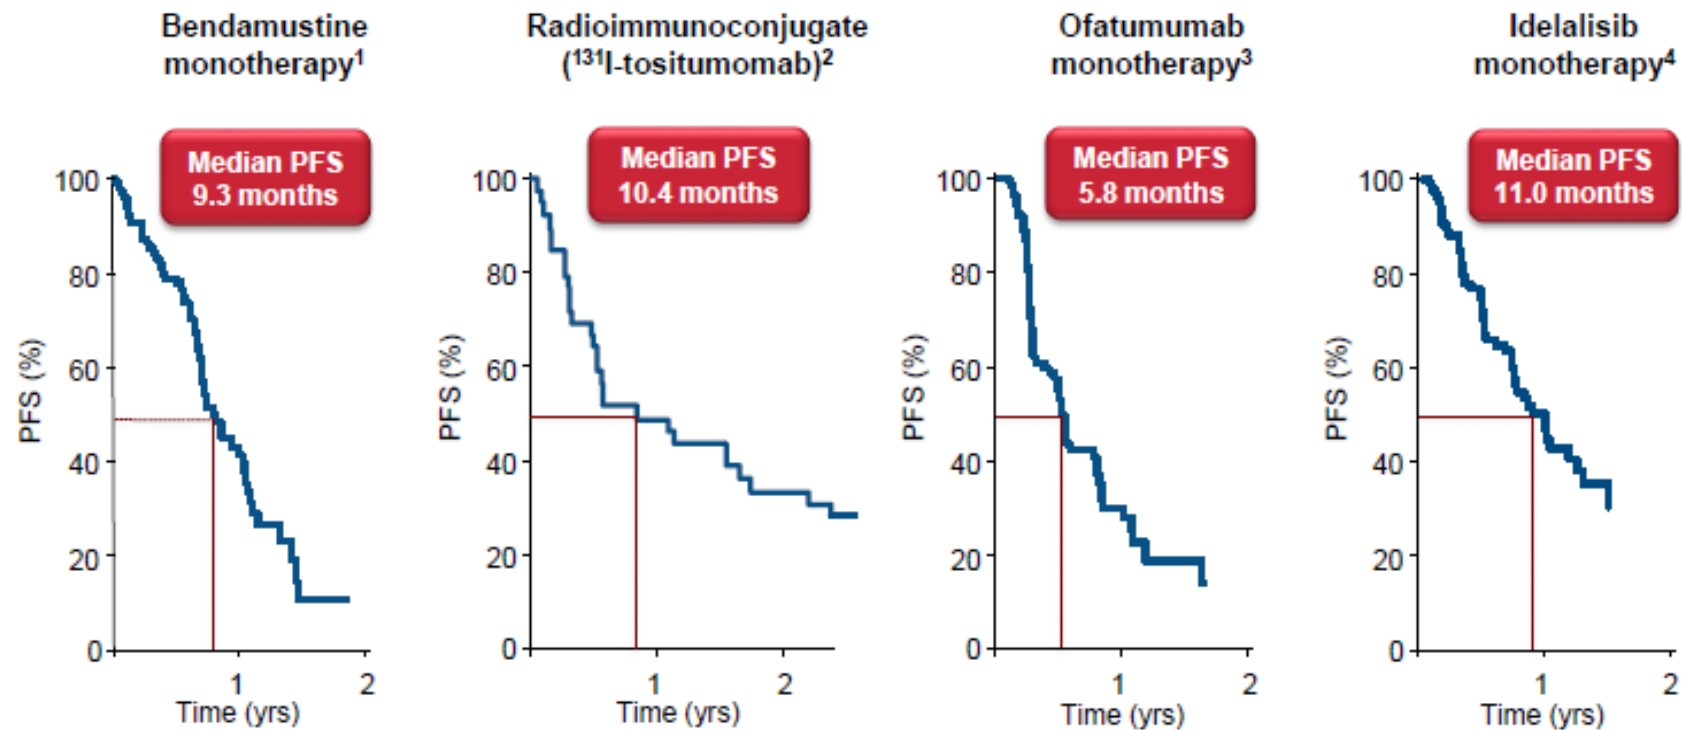 Bendamustine
monotherapy¹
Median PFS
9.3 months
100
80
60
40
20
0
PFS (%)
1
2
Time (yrs)
Radioimmunoconjugate
(¹³¹I-tositumomab)²
Median PFS
10.4 months
100
80
60
40
20
0
PFS (%)
1
2
Time (yrs)
Ofatumumab
monotherapy³
Median PFS
5.8 months
100
80
60
40
20
0
PFS (%)
1
2
Time (yrs)
Idelalisib
monotherapy⁴
Median PFS
11.0 months
100
80
60
40
20
0
PFS (%)
1
2
Time (yrs)